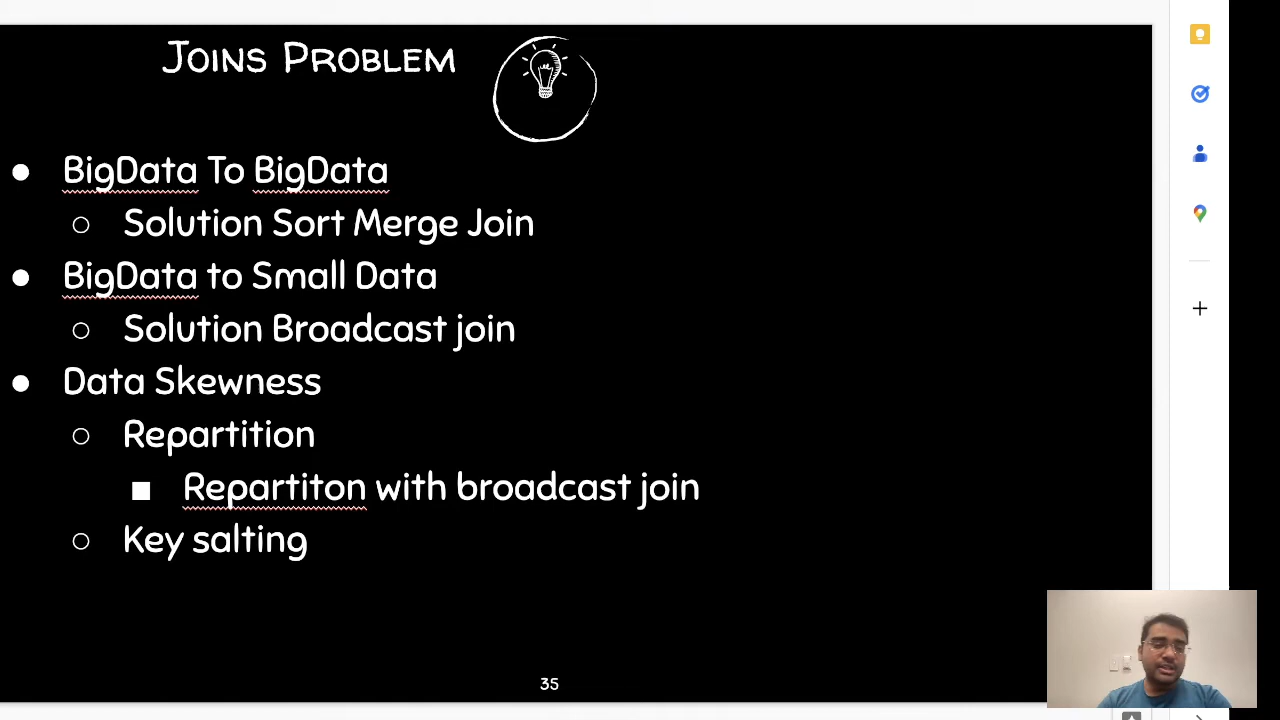 Joins Problem
BigData To BigData
Solution Sort Merge Join
BigData to Small Data
Solution Broadcast join
Data Skewness
Repartition
Repartiton with broadcast join
Key salting
35